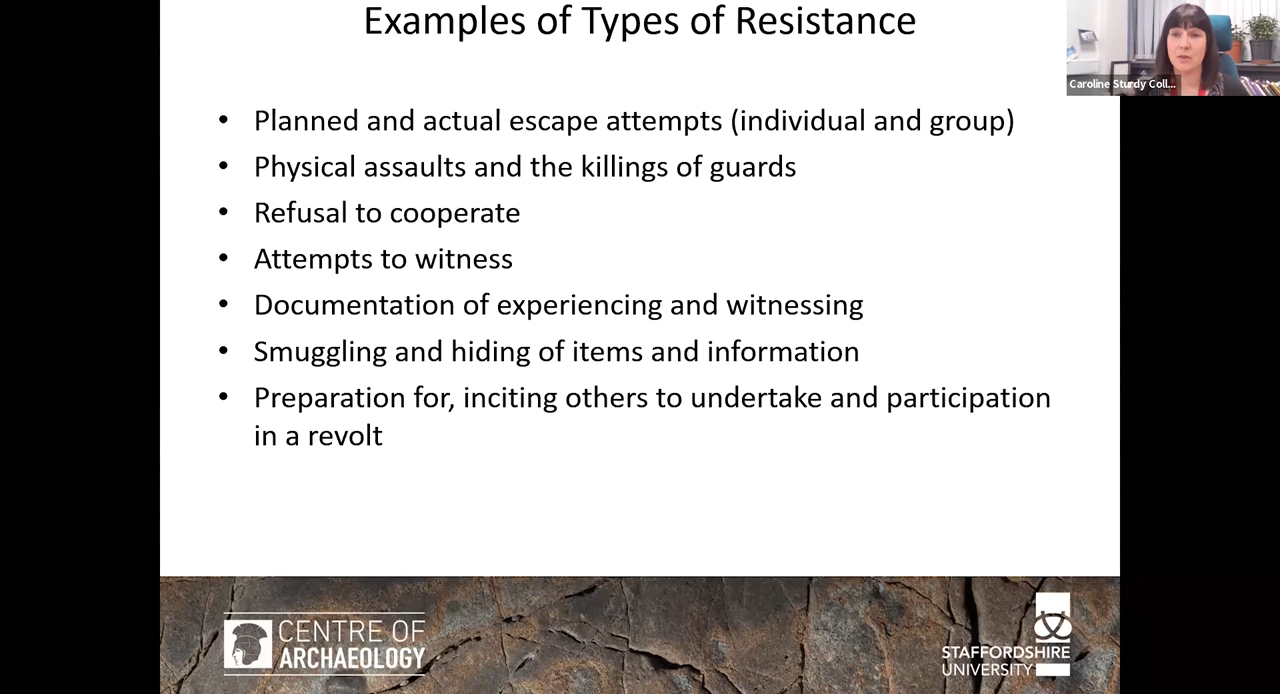 Examples of Types of Resistance
Caroline Sturdy Coll...
• Planned and actual escape attempts (individual and group)
• Physical assaults and the killings of guards
• Refusal to cooperate
• Attempts to witness
• Documentation of experiencing and witnessing
• Smuggling and hiding of items and information
• Preparation for, inciting others to undertake and participation
in a revolt
CENTRE OF
ARCHAEOLOGY
STAFFORDSHIRE
UNIVERSITY